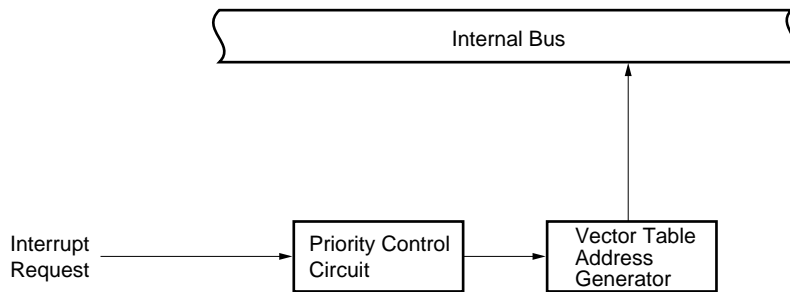 Internal Bus
Interrupt
Request
Priority Control
Circuit
Vector Table
Address
Generator